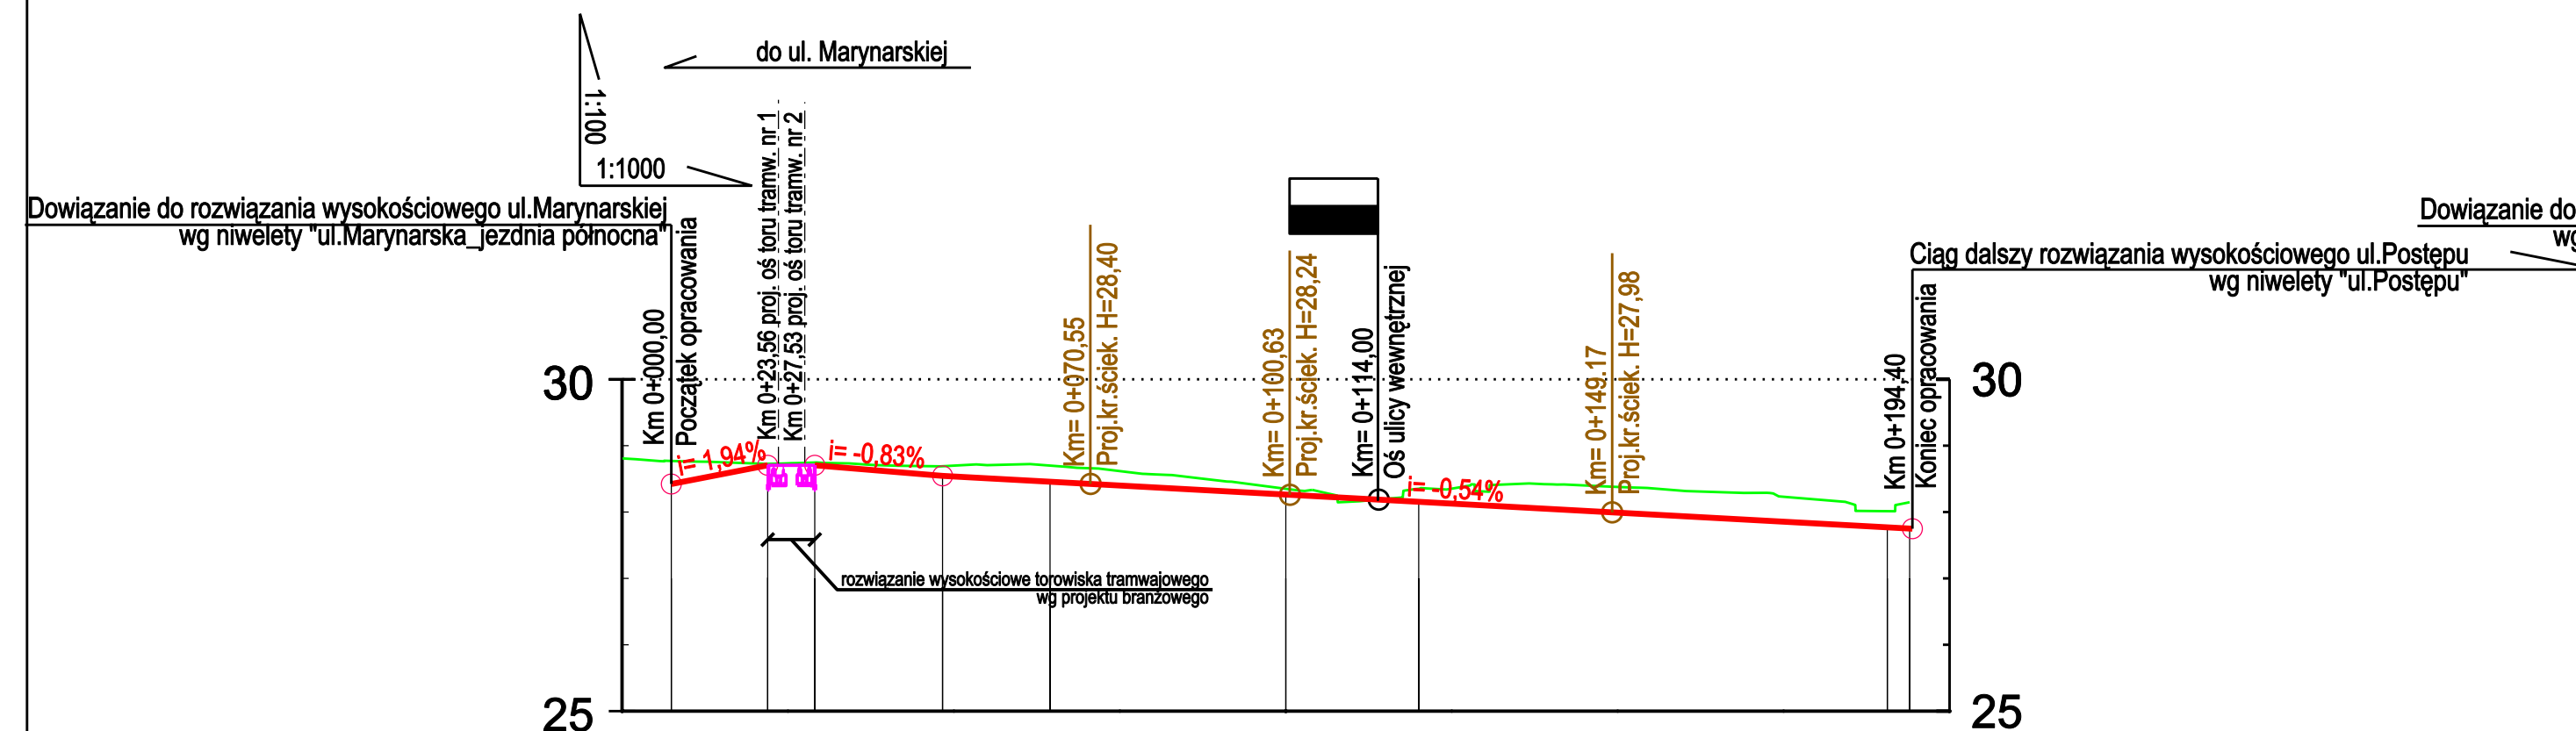 do ul. Marynarskiej
1:100
1:1000
Dowiązanie do rozwiązania wysokościowego ul.Marynarskiej
wg niwelety "ul.Marynarska_jezdnia północna"
Km 0+000,00
Początek opracowania
Km 0+23,56 proj. oś toru tramw. nr 1
Km 0+27,53 proj. oś toru tramw. nr 2
Km= 0+070,55
Proj.kr.ściek. H=28,40
Km= 0+100,63
Proj.kr.ściek. H=28,24
Km= 0+114,00
Oś ulicy wewnętrznej
Km= 0+149.17
Proj.kr.ściek. H=27,98
Dowiązanie do
Ciąg dalszy rozwiązania wysokościowego ul.Postępu
wg niwelety "ul.Postępu"
Km 0+194,40
Koniec opracowania
30
30
i= 1,94%
i= -0,83%
i= -0,54%
rozwiązanie wysokościowe torowiska tramwajowego
wg projektu branżowego
25
25